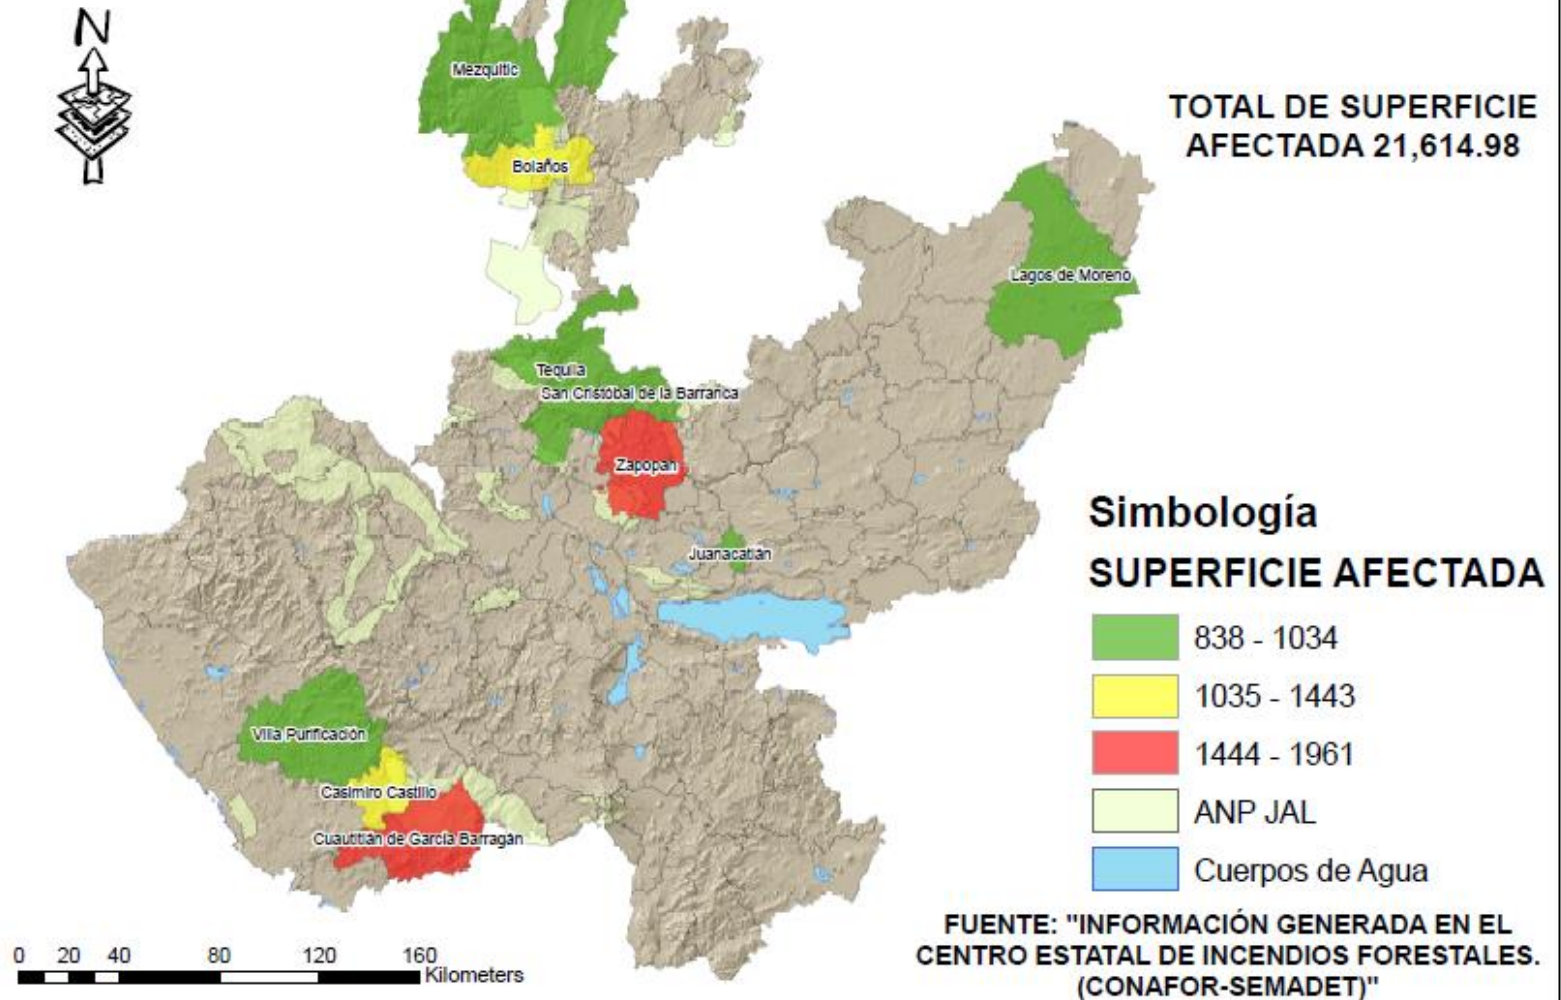 N
Mezquitic
TOTAL DE SUPERFICIE
AFECTADA 21,614.98
Bolaños
Lagos de Moreno
Tequila
San Cristóbal de la Barranca
Zapopan
Juanacatlán
Simbología
SUPERFICIE AFECTADA
838 - 1034
1035 - 1443
1444 - 1961
ANP JAL
Cuerpos de Agua
Villa Purificación
Casimiro Castillo
Cuautitlán de García Barragán
0 20 40 80 120 160
Kilometers
FUENTE: "INFORMACIÓN GENERADA EN EL
CENTRO ESTATAL DE INCENDIOS FORESTALES.
(CONAFOR-SEMADET)"